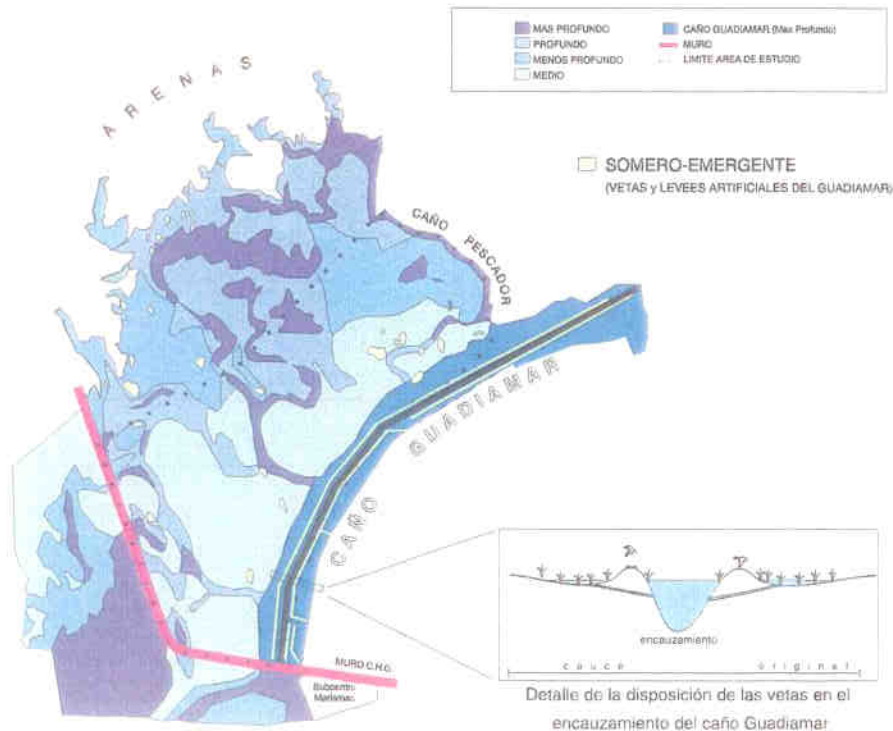 MAS PROFUNDO
PROFUNDO
MENOS PROFUNDO
MEDIO
CAÑO GUADIAMAR (Mas Profundo)
MURO
LIMITE AREA DE ESTUDIO
SOMERO-EMERGENTE
(VETAS y LEVEES ARTIFICIALES DEL GUADIAMAR)
ARENAS
CAÑO PESCADOR
CAÑO GUADIAMAR
MURO C.H.G.
Marismas
encauzamiento
cauce original
Detalle de la disposición de las vetas en el
encauzamiento del caño Guadiamar